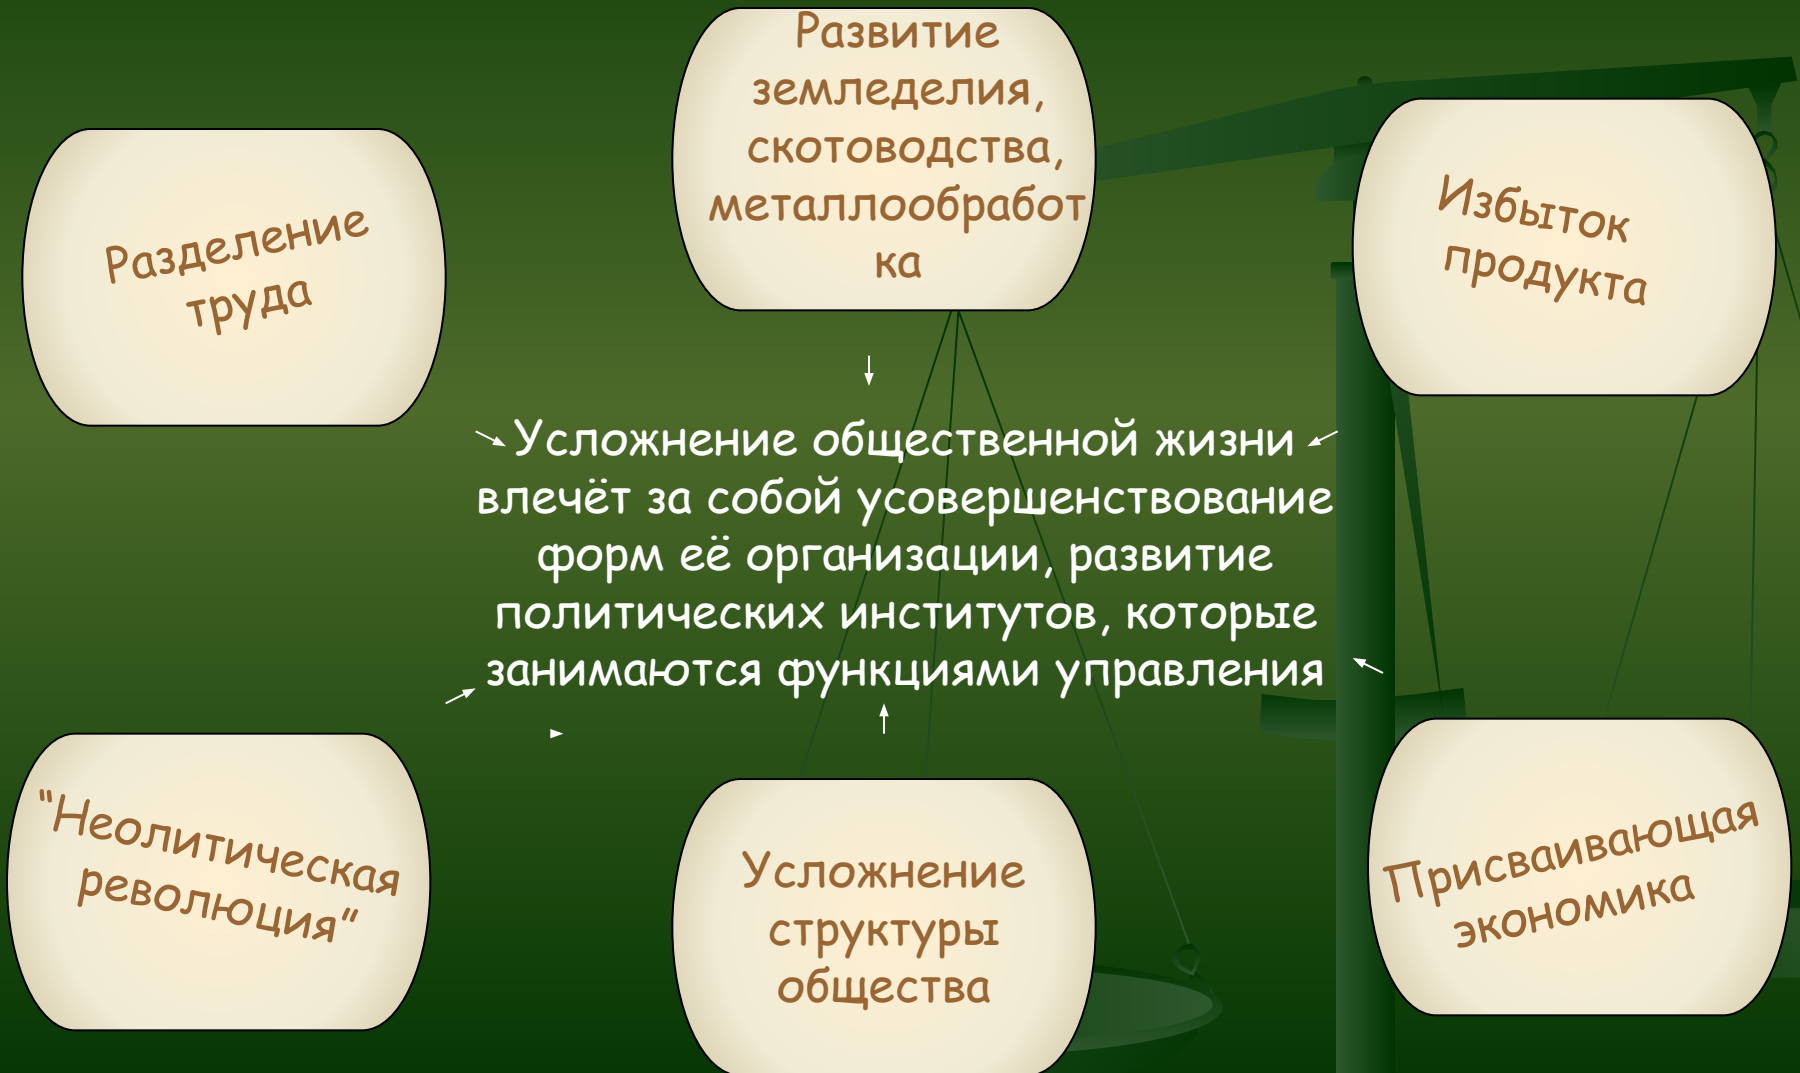 Развитие
земледелия,
скотоводства,
металлообработ
ка
Разделение
труда
Избыток
продукта
Усложнение общественной жизни
влечёт за собой усовершенствование
форм её организации, развитие
политических институтов, которые
занимаются функциями управления
"Неолитическая
революция"
Усложнение
структуры
общества
Присваивающая
экономика